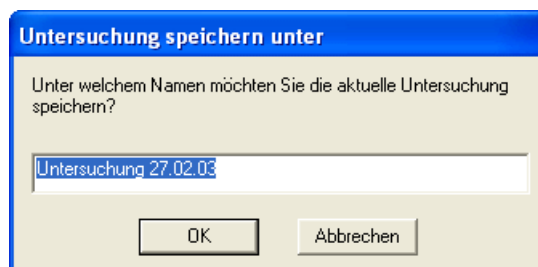 Untersuchung speichern unter
Unter welchem Namen möchten Sie die aktuelle Untersuchung
speichern?
Untersuchung 27.02.03
OK
Abbrechen